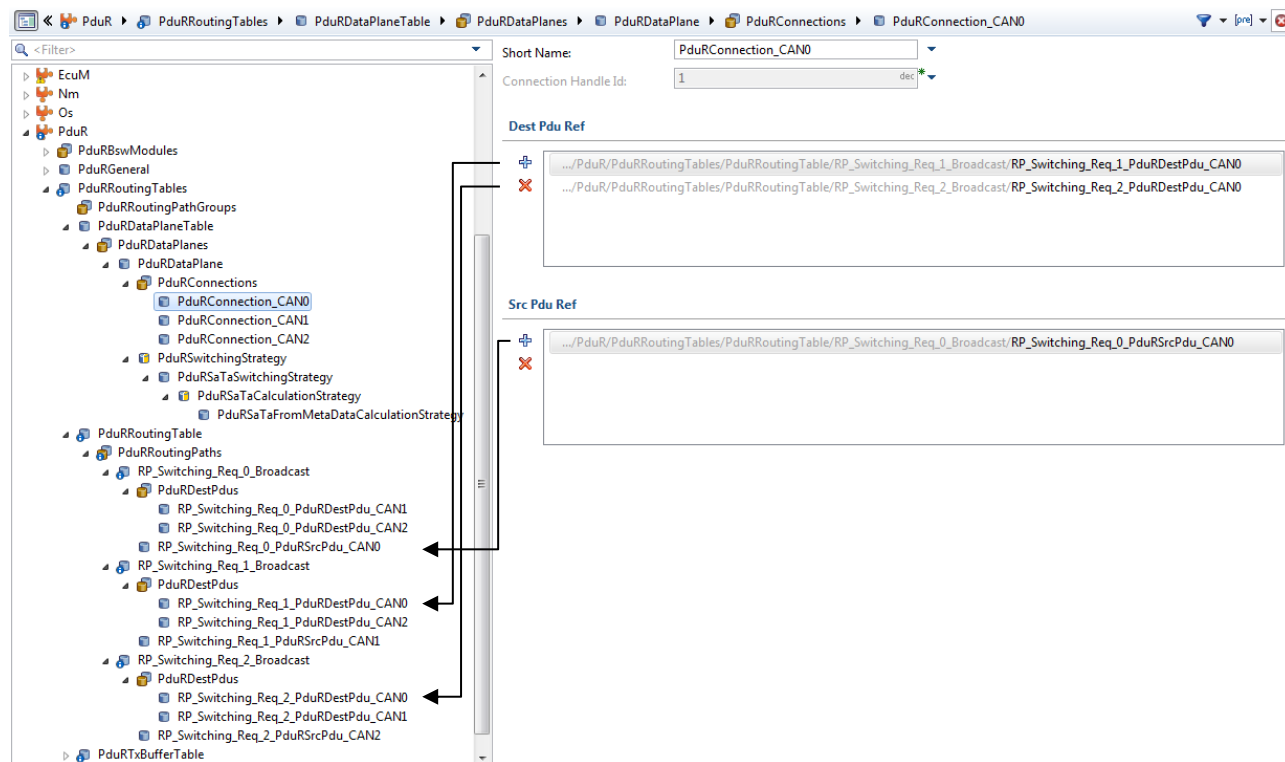 PduR PduRRoutingTables PduRDataPlaneTable PduRDataPlanes PduRDataPlane PduRConnections PduRConnection_CAN0 [pre]
<Filter>
EcuM
Nm
Os
PduR
PduRBswModules
PduRGeneral
PduRRoutingTables
PduRRoutingPathGroups
PduRDataPlaneTable
PduRDataPlanes
PduRDataPlane
PduRConnections
PduRConnection_CAN0
PduRConnection_CAN1
PduRConnection_CAN2
PduRSwitchingStrategy
PduRSaTaSwitchingStrategy
PduRSaTaCalculationStrategy
PduRSaTaFromMetaDataCalculationStrategy
PduRRoutingTable
PduRRoutingPaths
RP_Switching_Req_0_Broadcast
PduRDestPdus
RP_Switching_Req_0_PduRDestPdu_CAN1
RP_Switching_Req_0_PduRDestPdu_CAN2
RP_Switching_Req_0_PduRSrcPdu_CAN0
RP_Switching_Req_1_Broadcast
PduRDestPdus
RP_Switching_Req_1_PduRDestPdu_CAN0
RP_Switching_Req_1_PduRDestPdu_CAN2
RP_Switching_Req_1_PduRSrcPdu_CAN1
RP_Switching_Req_2_Broadcast
PduRDestPdus
RP_Switching_Req_2_PduRDestPdu_CAN0
RP_Switching_Req_2_PduRDestPdu_CAN1
RP_Switching_Req_2_PduRSrcPdu_CAN2
PduRTxBufferTable
Short Name: PduRConnection_CAN0
Connection Handle Id: 1 dec *
Dest Pdu Ref
.../PduR/PduRRoutingTables/PduRRoutingTable/RP_Switching_Req_1_Broadcast/RP_Switching_Req_1_PduRDestPdu_CAN0
.../PduR/PduRRoutingTables/PduRRoutingTable/RP_Switching_Req_2_Broadcast/RP_Switching_Req_2_PduRDestPdu_CAN0
Src Pdu Ref
.../PduR/PduRRoutingTables/PduRRoutingTable/RP_Switching_Req_0_Broadcast/RP_Switching_Req_0_PduRSrcPdu_CAN0